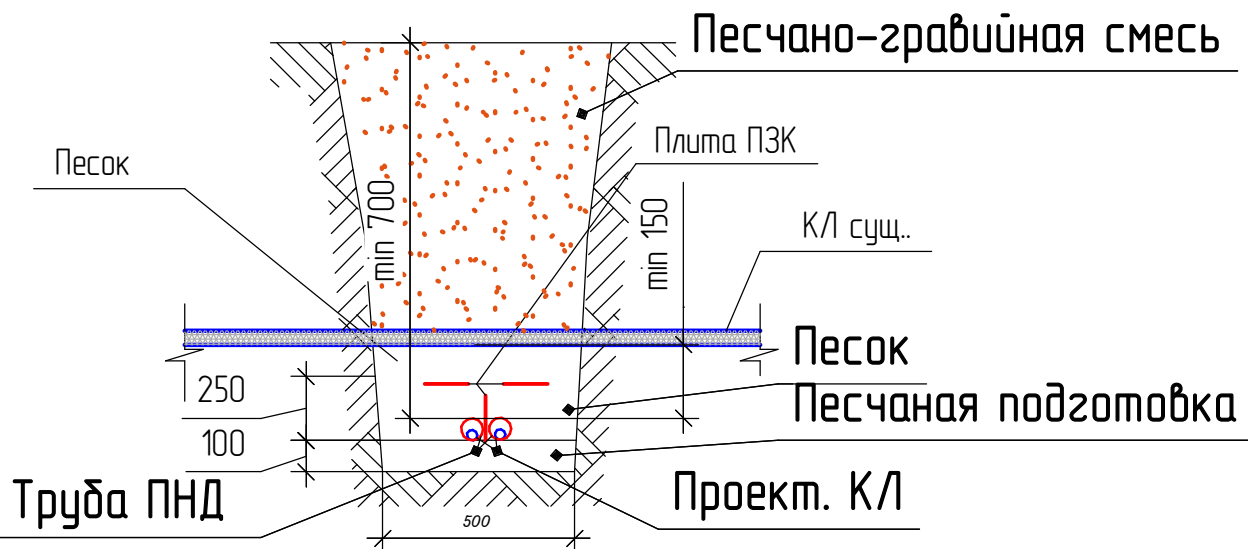 Песчано-гравийная смесь
Плита ПЗК
Песок
min 700
min 150
КЛ сущ..
Песок
250
Песчаная подготовка
100
Труба ПНД
Проект. КЛ
500